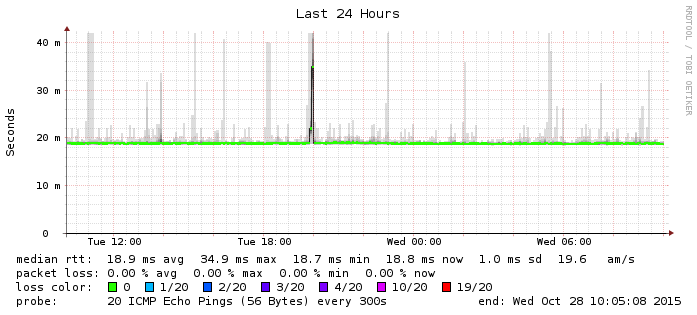 Last 24 Hours
RRDTOOL / TOBI OETIKER
Seconds
40 m
30 m
20 m
10 m
0
Tue 12:00 Tue 18:00 Wed 00:00 Wed 06:00
median rtt: 18.9 ms avg 34.9 ms max 18.7 ms min 18.8 ms now 1.0 ms sd 19.6 am/s
packet loss: 0.00 % avg 0.00 % max 0.00 % min 0.00 % now
loss color: 0 1/20 2/20 3/20 4/20 10/20 19/20
probe: 20 ICMP Echo Pings (56 Bytes) every 300s end: Wed Oct 28 10:05:08 2015